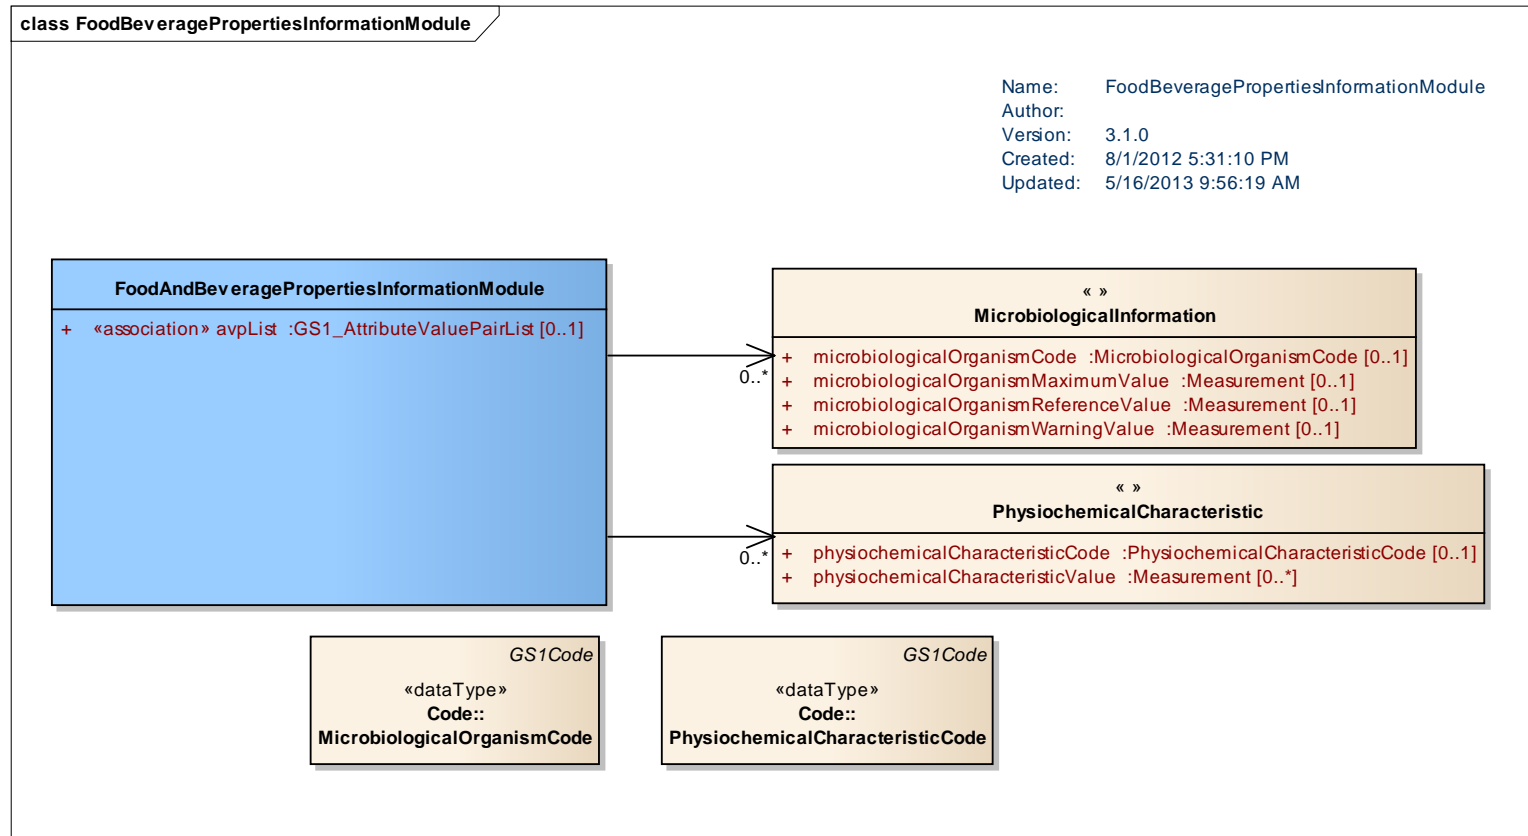 class FoodBeveragePropertiesInformationModule
Name: FoodBeveragePropertiesInformationModule
Author:
Version: 3.1.0
Created: 8/1/2012 5:31:10 PM
Updated: 5/16/2013 9:56:19 AM
FoodAndBeveragePropertiesInformationModule
+ «association» avpList :GS1_AttributeValuePairList [0..1]
« »
MicrobiologicalInformation
+ microbiologicalOrganismCode :MicrobiologicalOrganismCode [0..1]
+ microbiologicalOrganismMaximumValue :Measurement [0..1]
+ microbiologicalOrganismReferenceValue :Measurement [0..1]
+ microbiologicalOrganismWarningValue :Measurement [0..1]
0..*
« »
PhysiochemicalCharacteristic
+ physiochemicalCharacteristicCode :PhysiochemicalCharacteristicCode [0..1]
+ physiochemicalCharacteristicValue :Measurement [0..*]
0..*
GS1Code
«dataType»
Code::
MicrobiologicalOrganismCode
GS1Code
«dataType»
Code::
PhysiochemicalCharacteristicCode